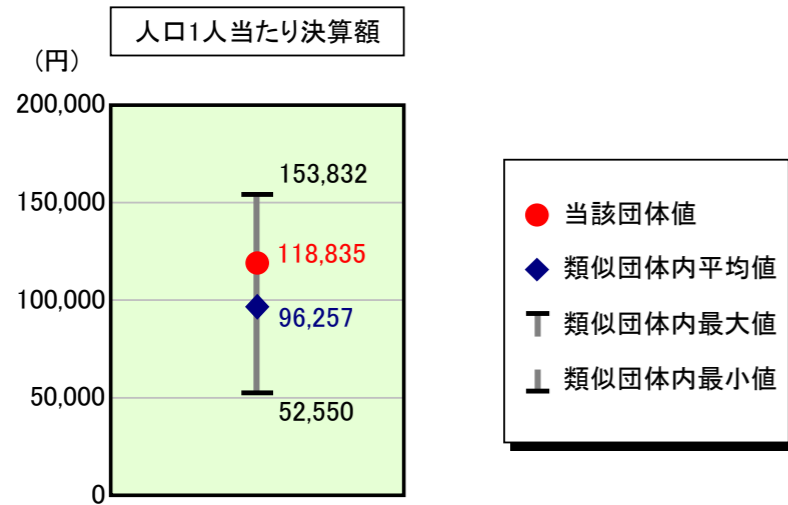 人口1人当たり決算額
(円)
200,000
150,000
100,000
50,000
0
153,832
118,835
96,257
52,550
当該団体値
類似団体内平均値
類似団体内最大値
類似団体内最小値